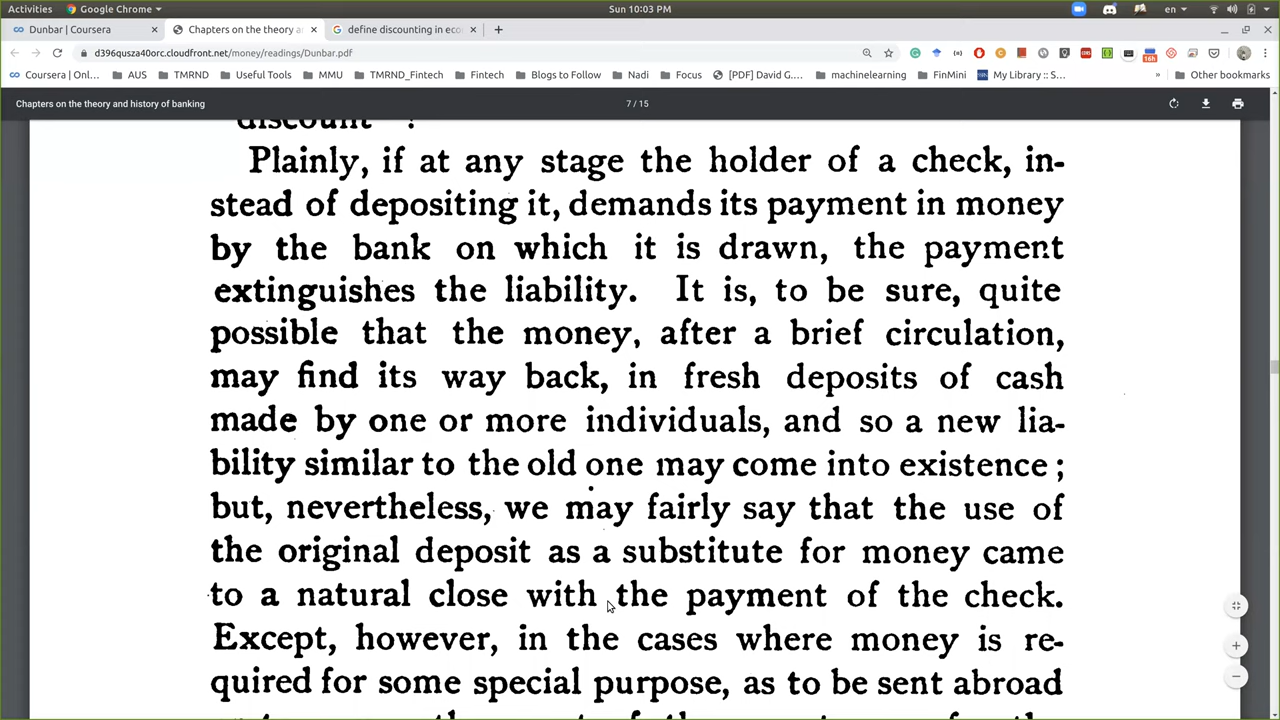 Activities
Google Chrome
Sun 10:03 PM
en
Dunbar | Coursera
Chapters on the theory a
define discounting in eco
d396qusza40orc.cloudfront.net/money/readings/Dunbar.pdf
16h
Coursera | Onl…
AUS
TMRND
Useful Tools
MMU
TMRND_Fintech
Fintech
Blogs to Follow
Nadi
Focus
[PDF] David G.…
machinelearning
FinMini
My Library :: S…
»
Other bookmarks
Chapters on the theory and history of banking
7 / 15
discount ?
Plainly, if at any stage the holder of a check, in-
stead of depositing it, demands its payment in money
by the bank on which it is drawn, the payment
extinguishes the liability. It is, to be sure, quite
possible that the money, after a brief circulation,
may find its way back, in fresh deposits of cash
made by one or more individuals, and so a new lia-
bility similar to the old one may come into existence ;
but, nevertheless, we may fairly say that the use of
the original deposit as a substitute for money came
to a natural close with the payment of the check.
Except, however, in the cases where money is re-
quired for some special purpose, as to be sent abroad